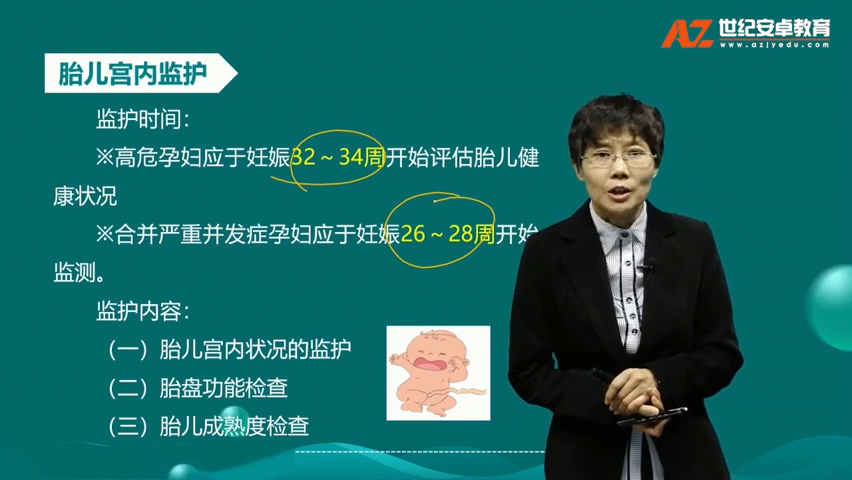 AZ 世纪安卓教育
www.azjyedu.com
胎儿宫内监护
监护时间：
※高危孕妇应于妊娠32～34周开始评估胎儿健
康状况
※合并严重并发症孕妇应于妊娠26～28周开始
监测。
监护内容：
（一）胎儿宫内状况的监护
（二）胎盘功能检查
（三）胎儿成熟度检查